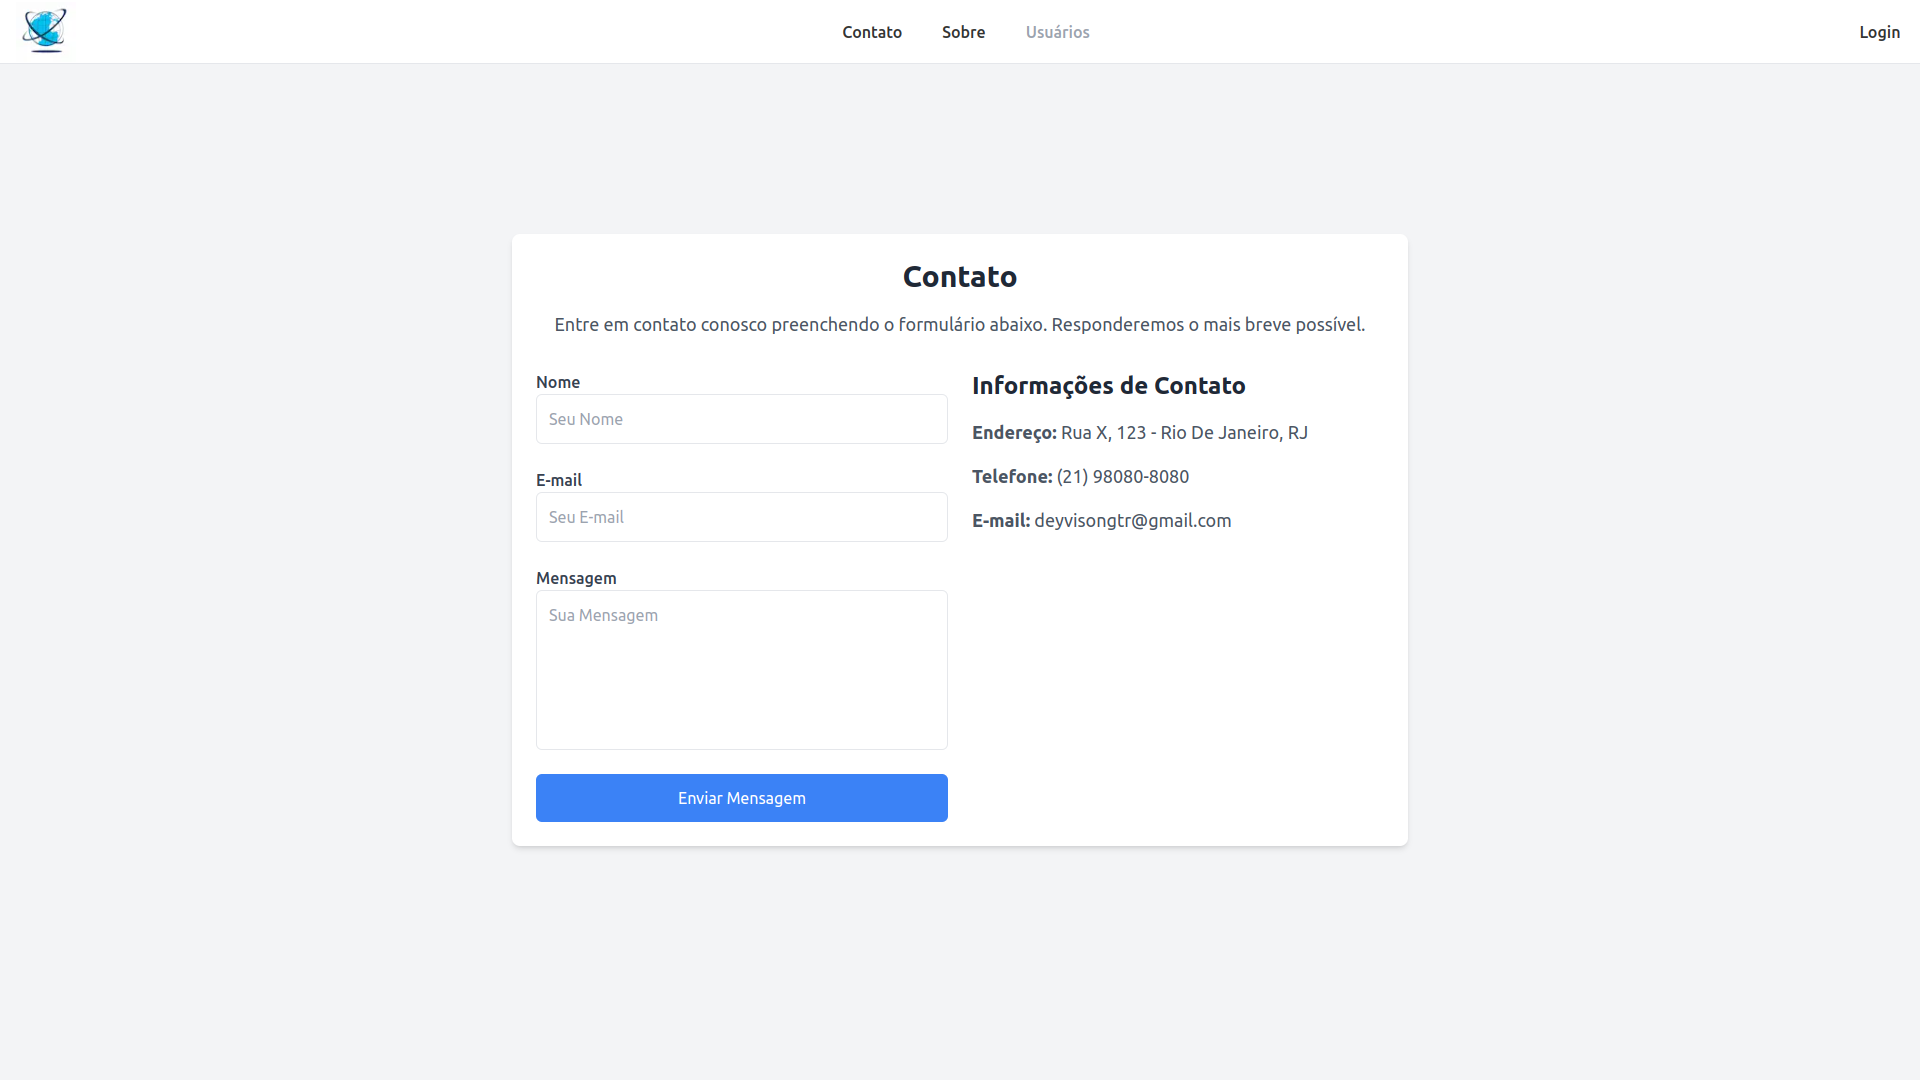 Contato
Sobre
Usuários
Login
Contato
Entre em contato conosco preenchendo o formulário abaixo. Responderemos o mais breve possível.
Nome
Seu Nome
E-mail
Seu E-mail
Mensagem
Sua Mensagem
Enviar Mensagem
Informações de Contato
Endereço: Rua X, 123 - Rio De Janeiro, RJ
Telefone: (21) 98080-8080
E-mail: deyvisongtr@gmail.com